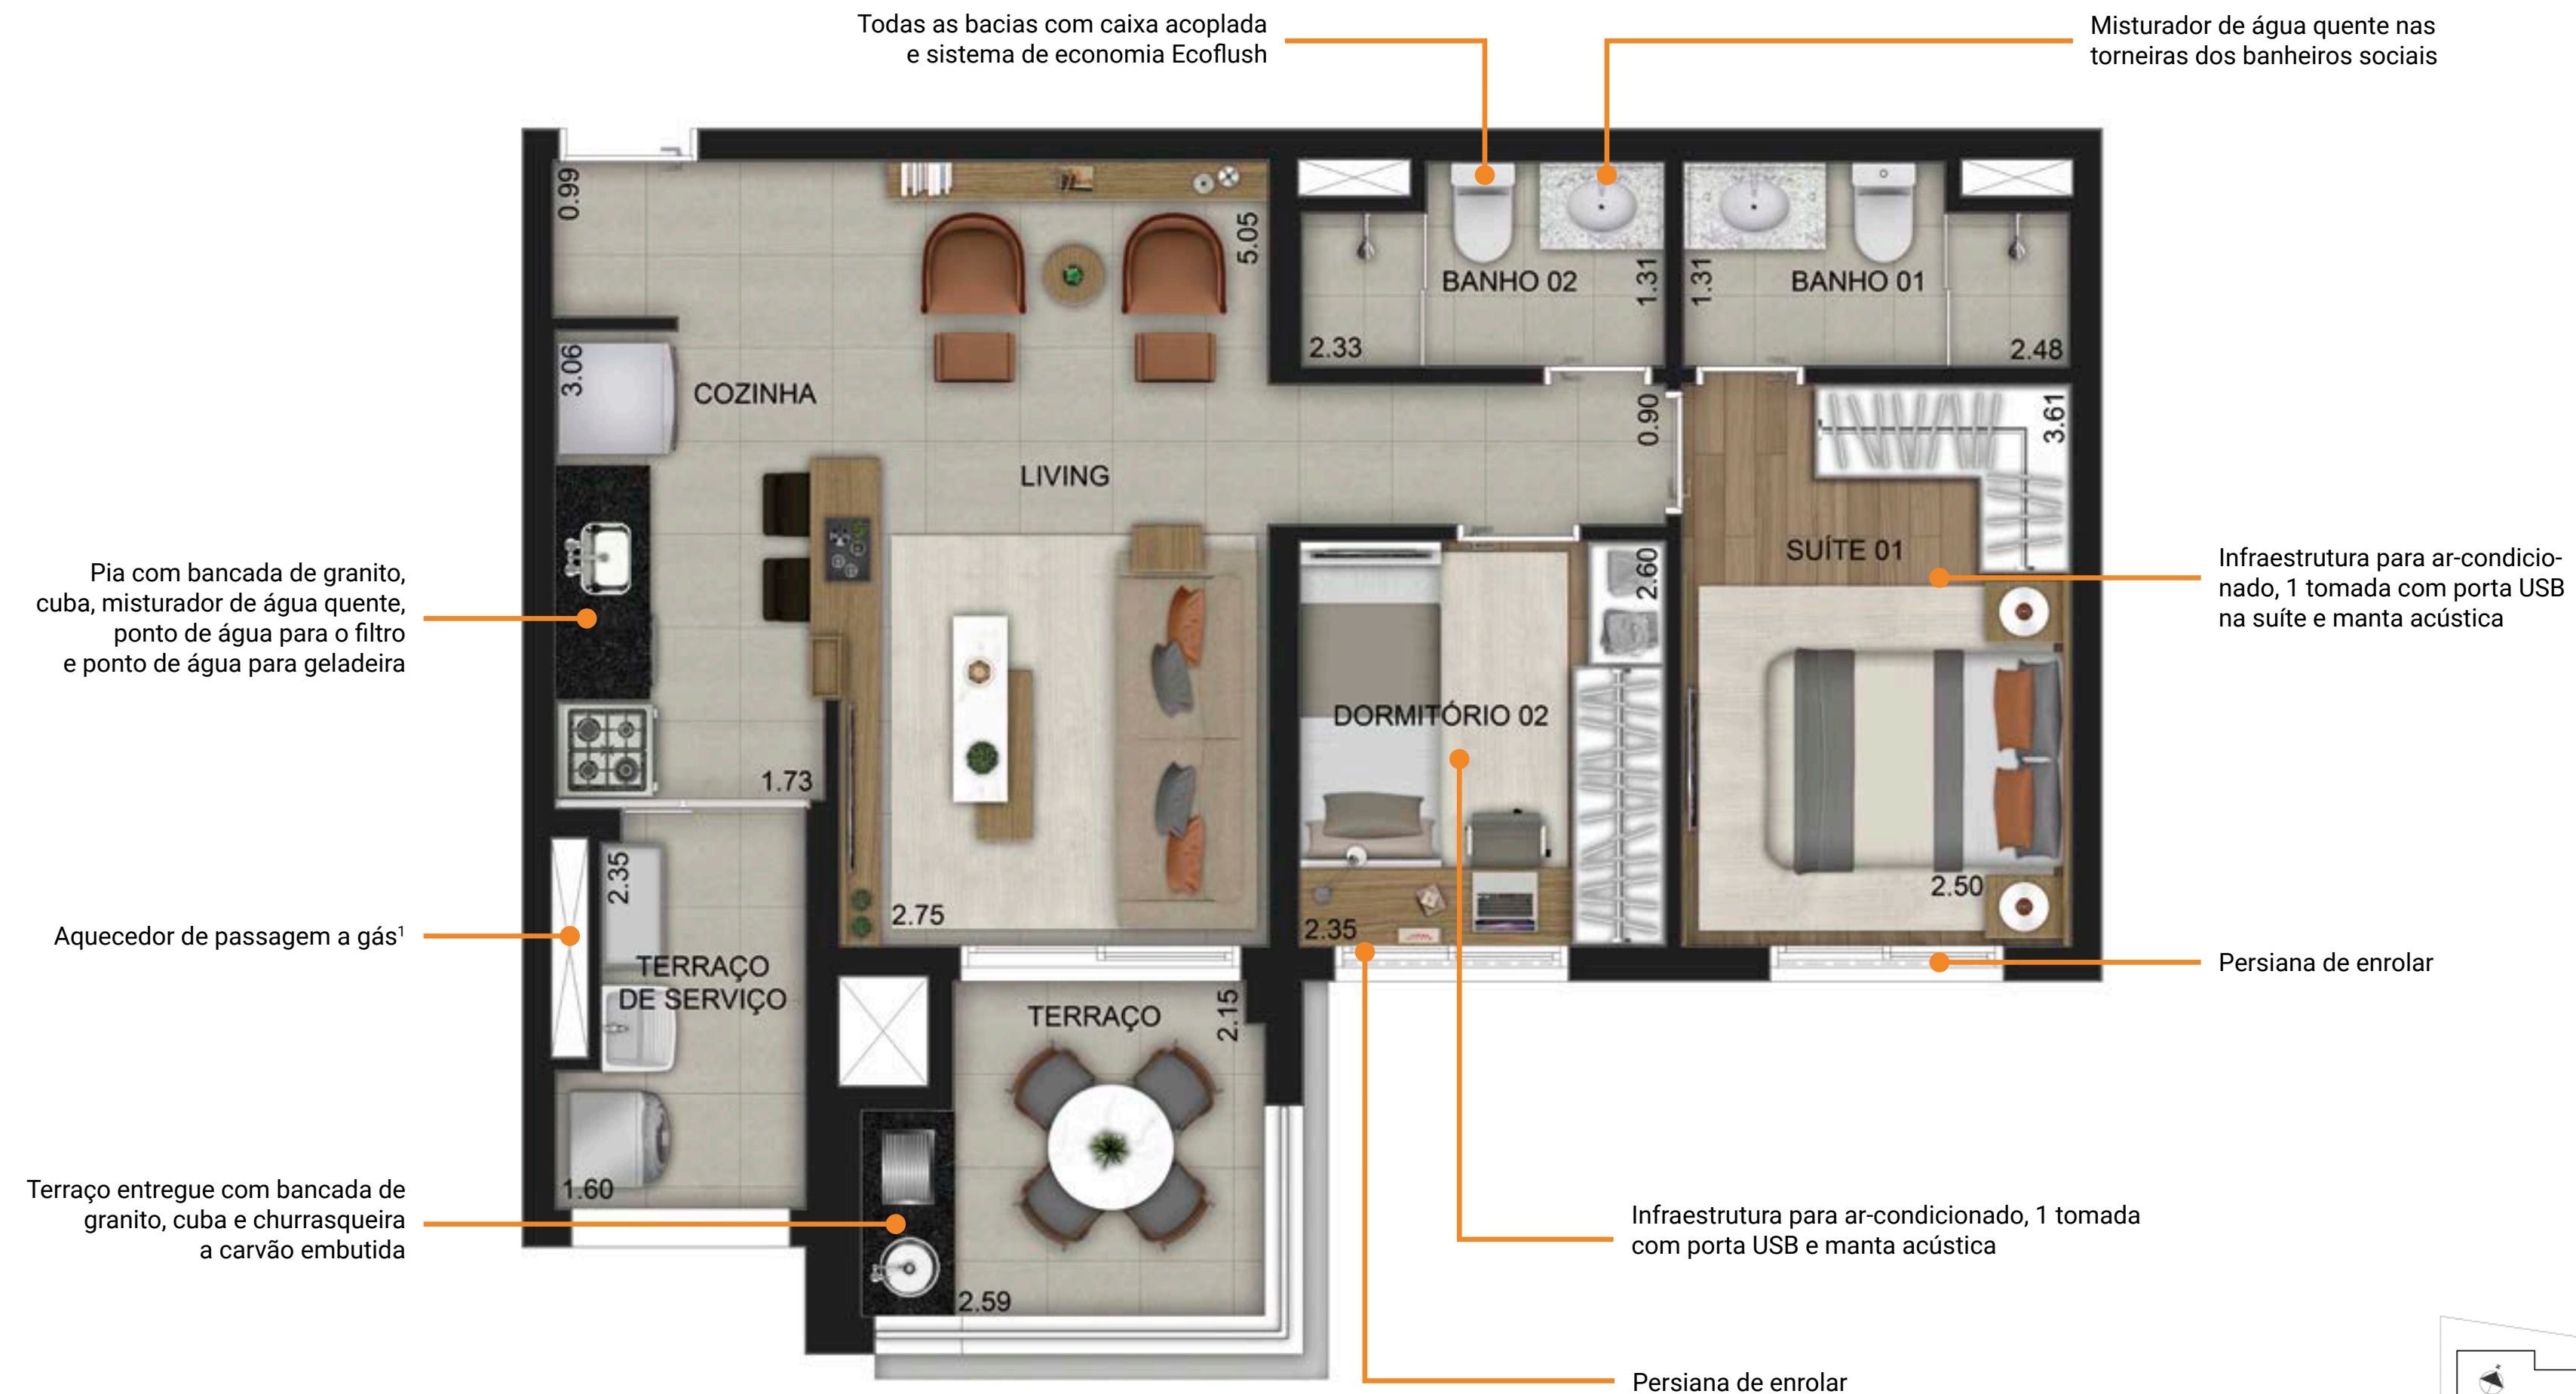 Todas as bacias com caixa acoplada
e sistema de economia Ecoflush
Misturador de água quente nas
torneiras dos banheiros sociais
0.99
5.05
BANHO 02
1.31
1.31
BANHO 01
2.33
2.48
3.06
COZINHA
0.90
3.61
LIVING
SUÍTE 01
2.60
Pia com bancada de granito,
cuba, misturador de água quente,
ponto de água para o filtro
e ponto de água para geladeira
Infraestrutura para ar-condicio-
nado, 1 tomada com porta USB
na suíte e manta acústica
DORMITÓRIO 02
1.73
2.35
2.75
2.35
2.50
Aquecedor de passagem a gás¹
TERRAÇO
DE SERVIÇO
Persiana de enrolar
TERRAÇO
2.15
1.60
Terraço entregue com bancada de
granito, cuba e churrasqueira
a carvão embutida
2.59
Infraestrutura para ar-condicionado, 1 tomada
com porta USB e manta acústica
Persiana de enrolar